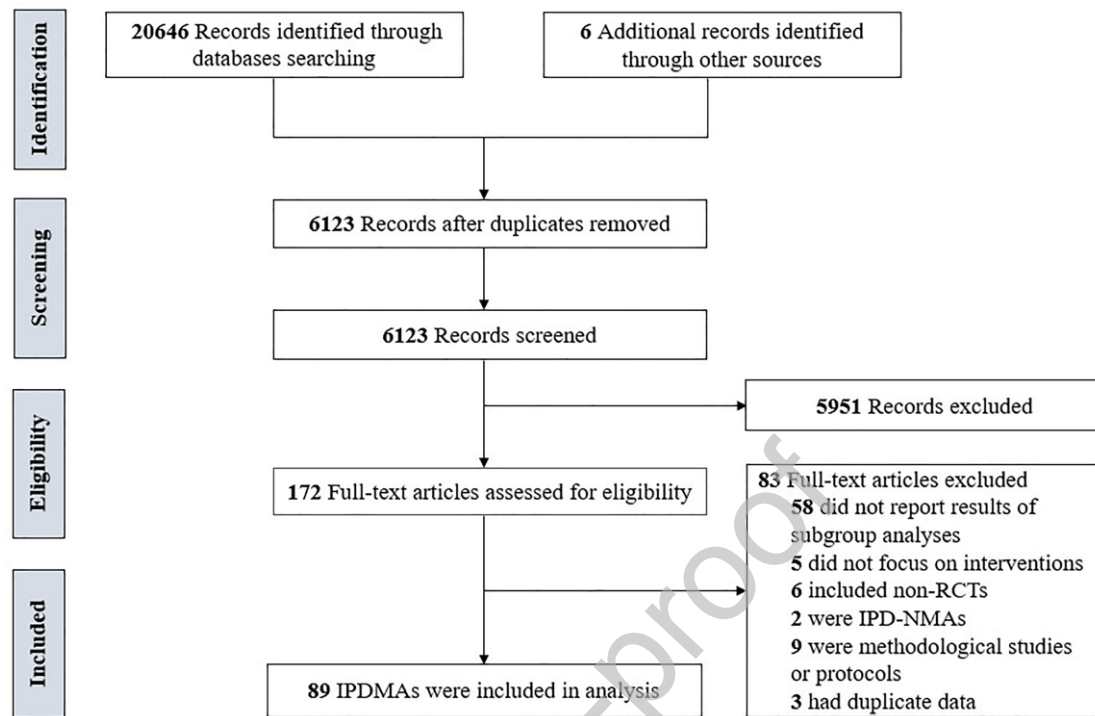 Identification
20646 Records identified through
databases searching
6 Additional records identified
through other sources
Screening
6123 Records after duplicates removed
6123 Records screened
Eligibility
5951 Records excluded
172 Full-text articles assessed for eligibility
83 Full-text articles excluded
58 did not report results of
subgroup analyses
5 did not focus on interventions
6 included non-RCTs
2 were IPD-NMAs
9 were methodological studies
or protocols
3 had duplicate data
Included
89 IPDMAs were included in analysis
rproof